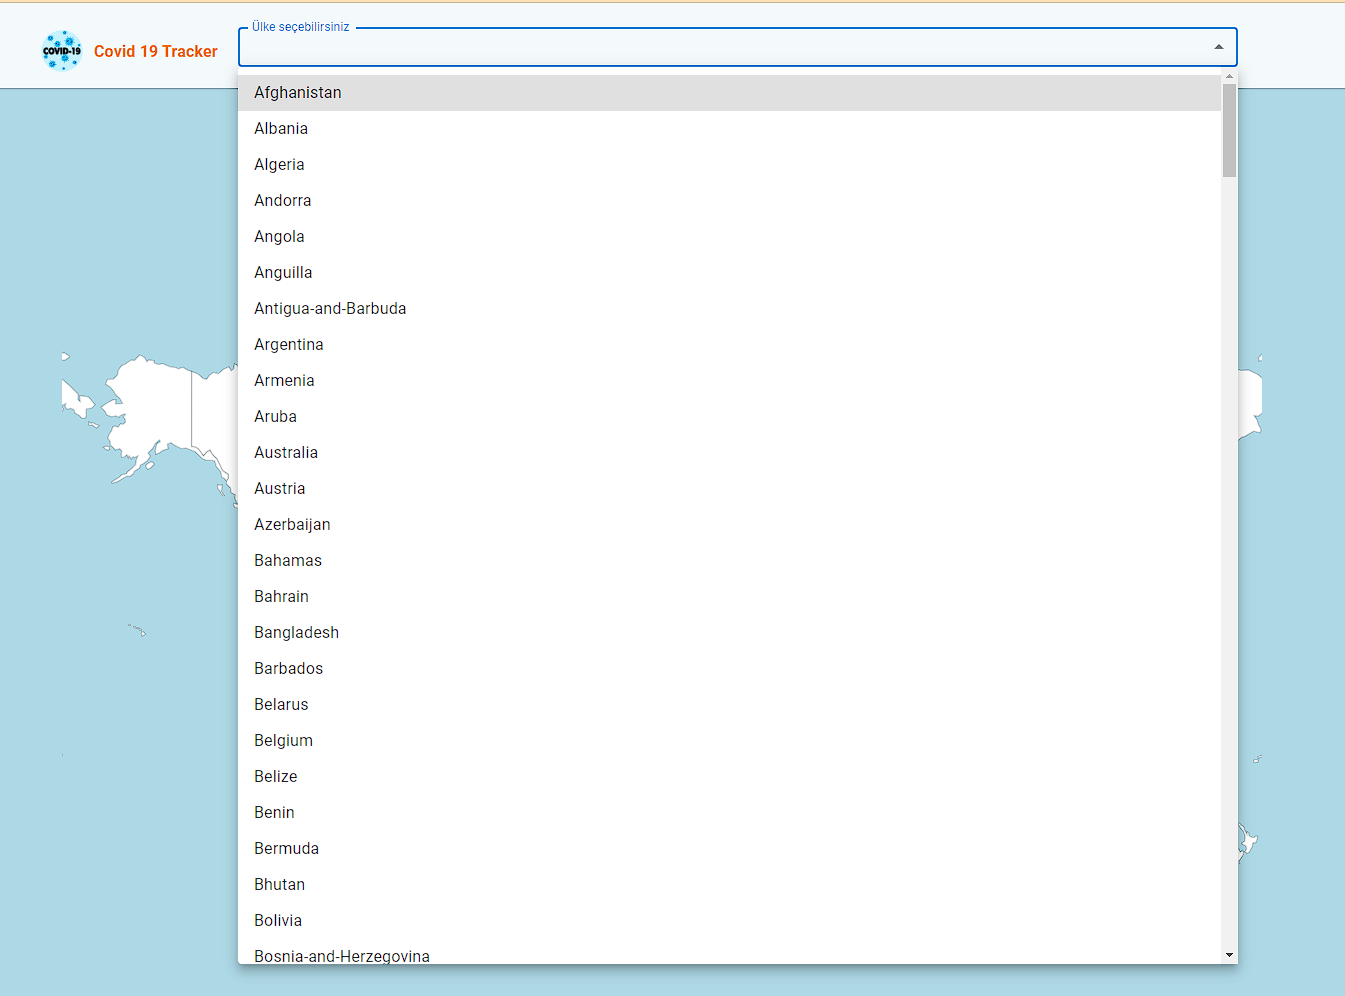 COVID-19
Covid 19 Tracker
Ülke seçebilirsiniz
Afghanistan
Albania
Algeria
Andorra
Angola
Anguilla
Antigua-and-Barbuda
Argentina
Armenia
Aruba
Australia
Austria
Azerbaijan
Bahamas
Bahrain
Bangladesh
Barbados
Belarus
Belgium
Belize
Benin
Bermuda
Bhutan
Bolivia
Bosnia-and-Herzegovina